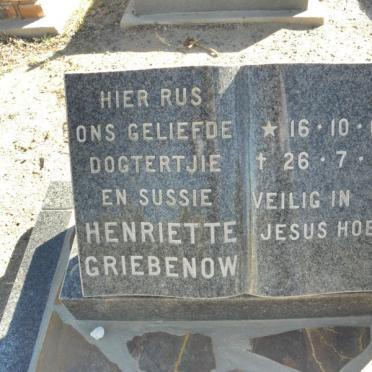 HIER RUS
ONS GELIEFDE
DOGTERTJIE
EN SUSSIE
HENRIETTE
GRIEBENOW
★ 16·10·
† 26·7·
VEILIG IN
JESUS